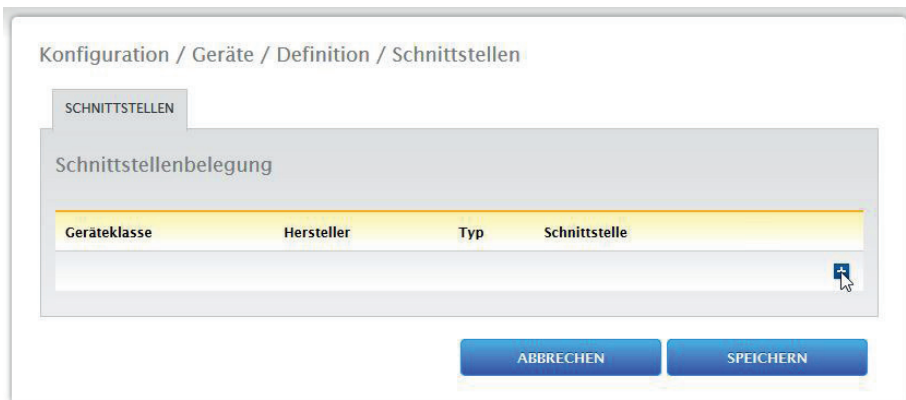 Konfiguration / Geräte / Definition / Schnittstellen
SCHNITTSTELLEN
Schnittstellenbelegung
Geräteklasse Hersteller Typ Schnittstelle
ABBRECHEN SPEICHERN